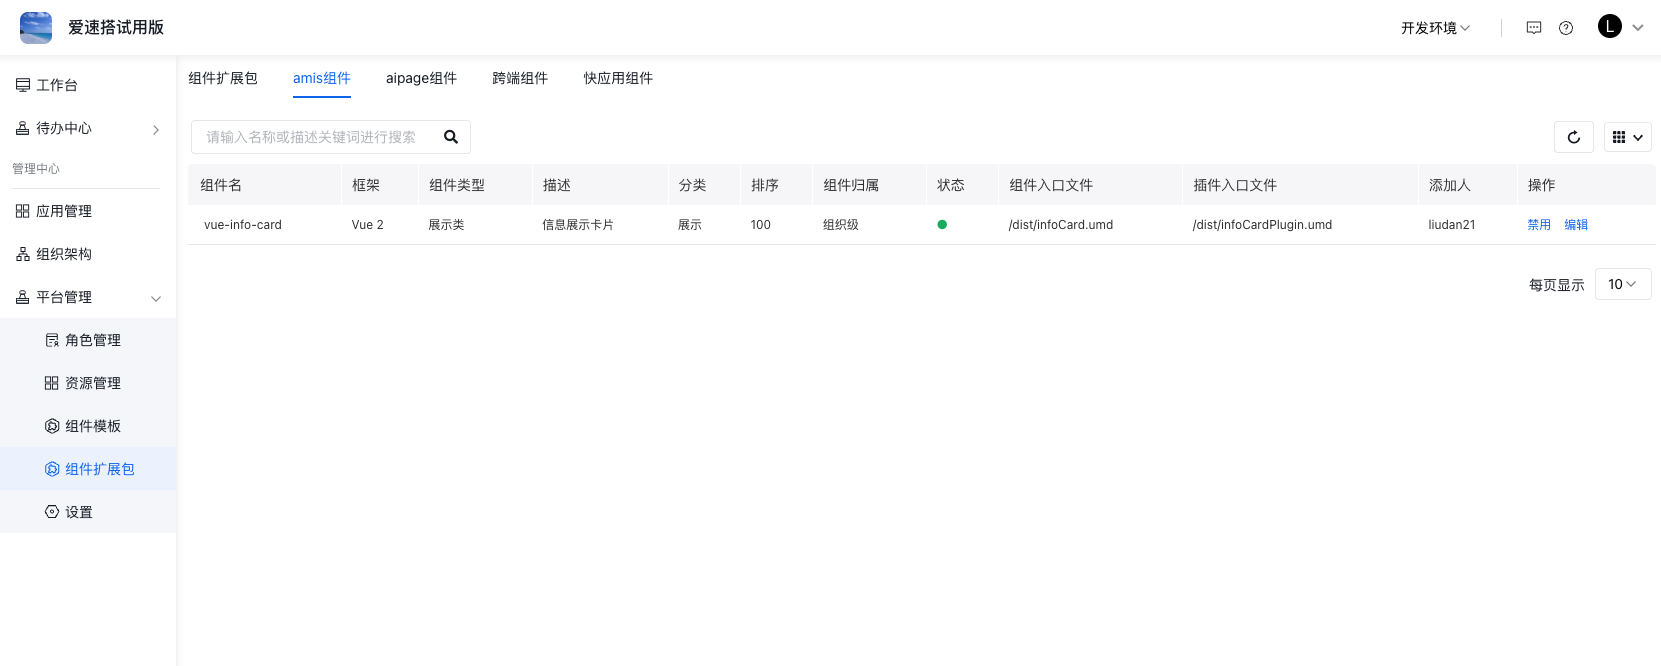 爱速搭试用版
开发环境
L
工作台
待办中心
管理中心
应用管理
组织架构
平台管理
角色管理
资源管理
组件模板
组件扩展包
设置
组件扩展包 amis组件 aipage组件 跨端组件 快应用组件
请输入名称或描述关键词进行搜索
组件名 框架 组件类型 描述 分类 排序 组件归属 状态 组件入口文件 插件入口文件 添加人 操作
vue-info-card Vue 2 展示类 信息展示卡片 展示 100 组织级 /dist/infoCard.umd /dist/infoCardPlugin.umd liudan21 禁用 编辑
每页显示 10